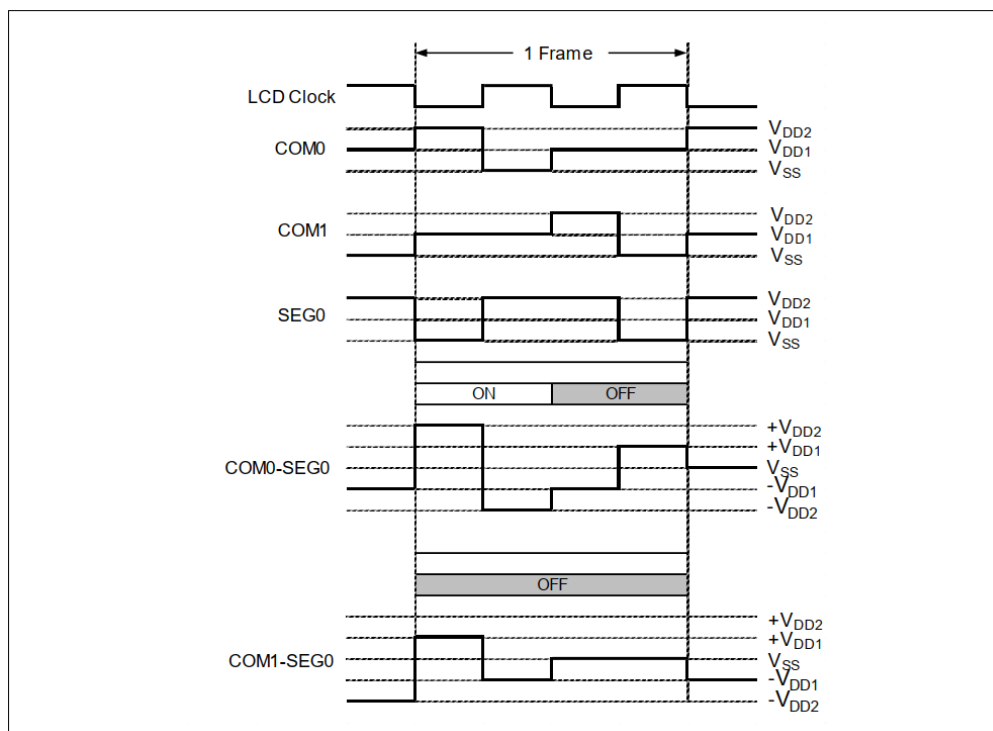 1 Frame
LCD Clock
COM0
VDD2
VDD1
VSS
COM1
VDD2
VDD1
VSS
SEG0
VDD2
VDD1
VSS
ON OFF
COM0-SEG0
+VDD2
+VDD1
VSS
-VDD1
-VDD2
OFF
COM1-SEG0
+VDD2
+VDD1
VSS
-VDD1
-VDD2